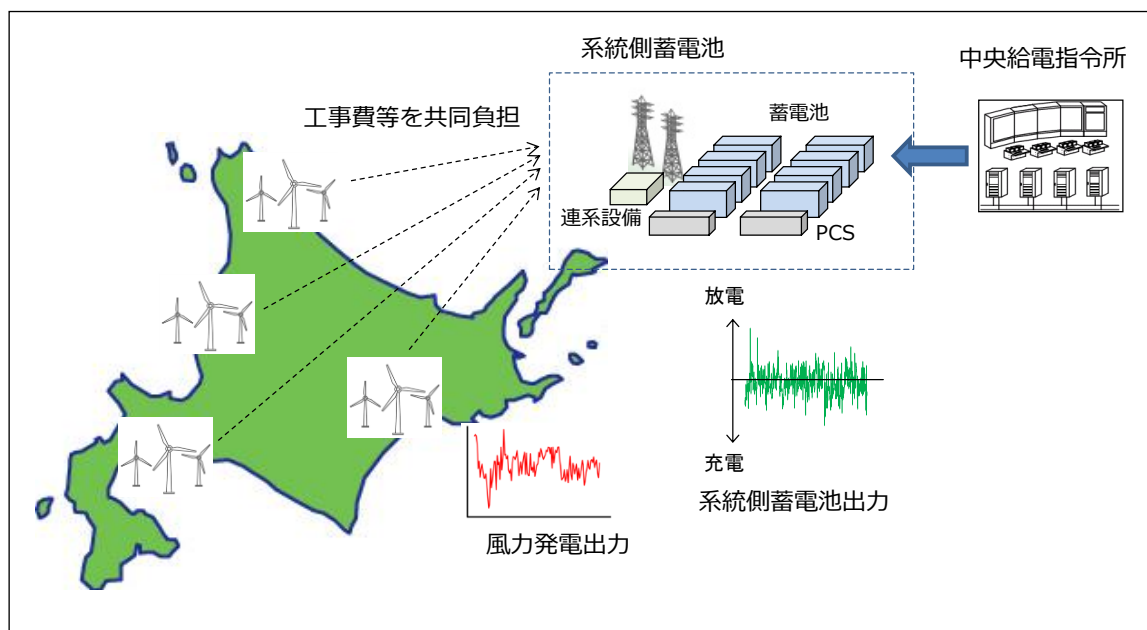 系統側蓄電池
中央給電指令所
工事費等を共同負担
蓄電池
連系設備
PCS
放電
充電
系統側蓄電池出力
風力発電出力